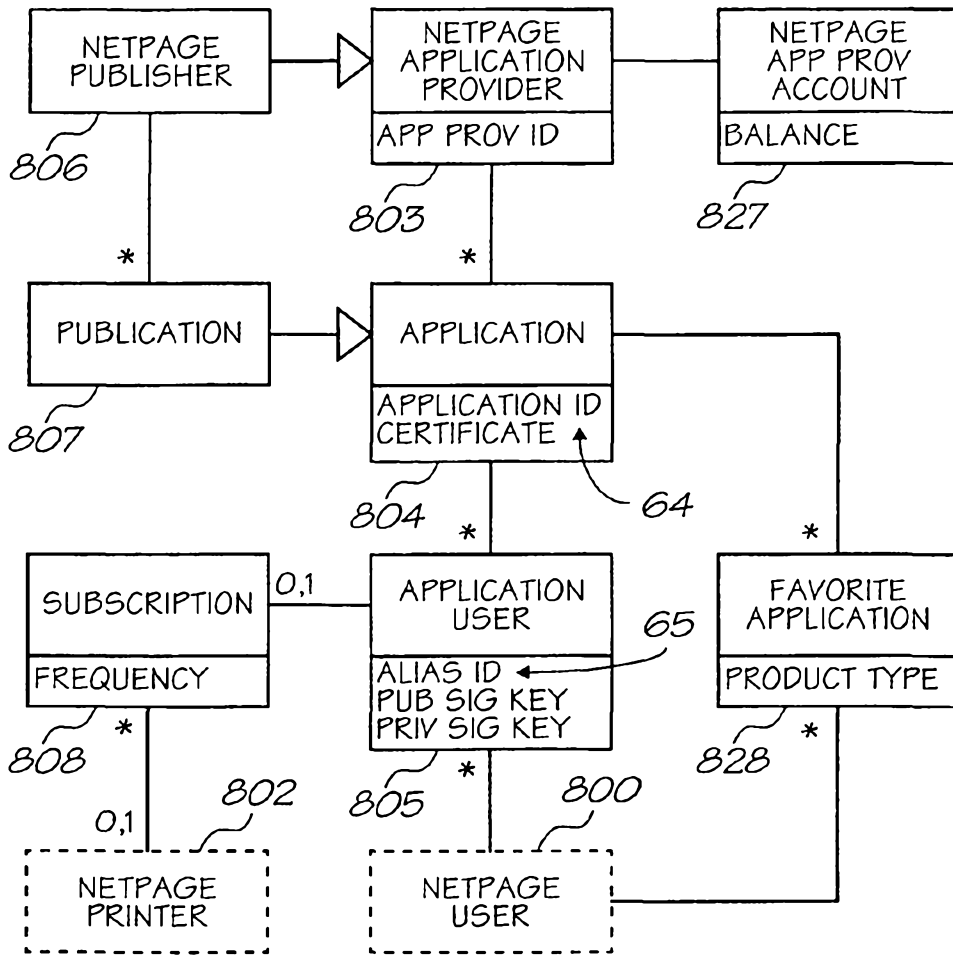 NETPAGE
PUBLISHER
806
NETPAGE
APPLICATION
PROVIDER
APP PROV ID
803
NETPAGE
APP PROV
ACCOUNT
BALANCE
827
*
*
PUBLICATION
807
APPLICATION
APPLICATION ID
CERTIFICATE
804
64
*
*
SUBSCRIPTION
FREQUENCY
808
0,1
APPLICATION
USER
65
ALIAS ID
PUB SIG KEY
PRIV SIG KEY
805
FAVORITE
APPLICATION
PRODUCT TYPE
828
*
*
*
0,1
802
800
NETPAGE
PRINTER
NETPAGE
USER